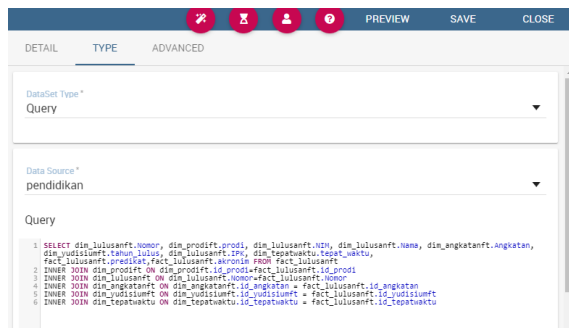 PREVIEW SAVE CLOSE
DETAIL TYPE ADVANCED
DataSet Type *
Query
Data Source *
pendidikan
Query
1 SELECT dim_lulusanft.Nomor, dim_prodift.prodi, dim_lulusanft.NIM, dim_lulusanft.Nama, dim_angkatanft.Angkatan,
dim_yudisiumft.tahun_lulus, dim_lulusanft.IPK, dim_tepatwaktu.tepat_waktu,
fact_lulusanft.predikat,fact_lulusanft.akronim FROM fact_lulusanft
2 INNER JOIN dim_prodift ON dim_prodift.id_prodi=fact_lulusanft.id_prodi
3 INNER JOIN dim_lulusanft ON dim_lulusanft.Nomor=fact_lulusanft.Nomor
4 INNER JOIN dim_angkatanft ON dim_angkatanft.id_angkatan = fact_lulusanft.id_angkatan
5 INNER JOIN dim_yudisiumft ON dim_yudisiumft.id_yudisiumft = fact_lulusanft.id_yudisiumft
6 INNER JOIN dim_tepatwaktu ON dim_tepatwaktu.id_tepatwaktu = fact_lulusanft.id_tepatwaktu